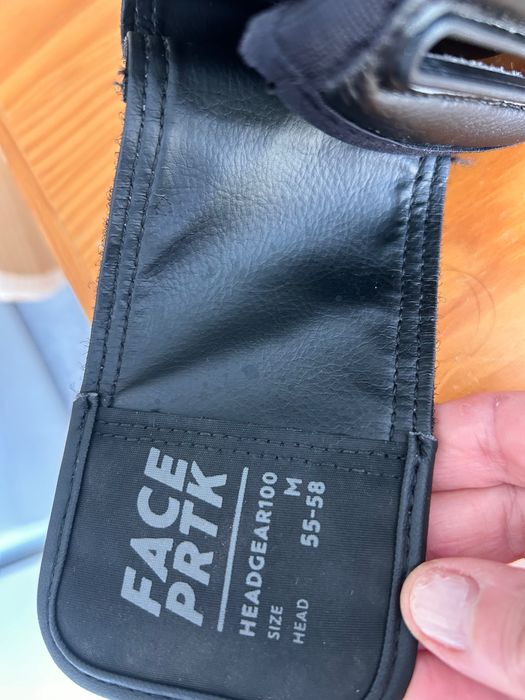 FACE
PRTK
HEADGEAR100
SIZE M
HEAD 55-58